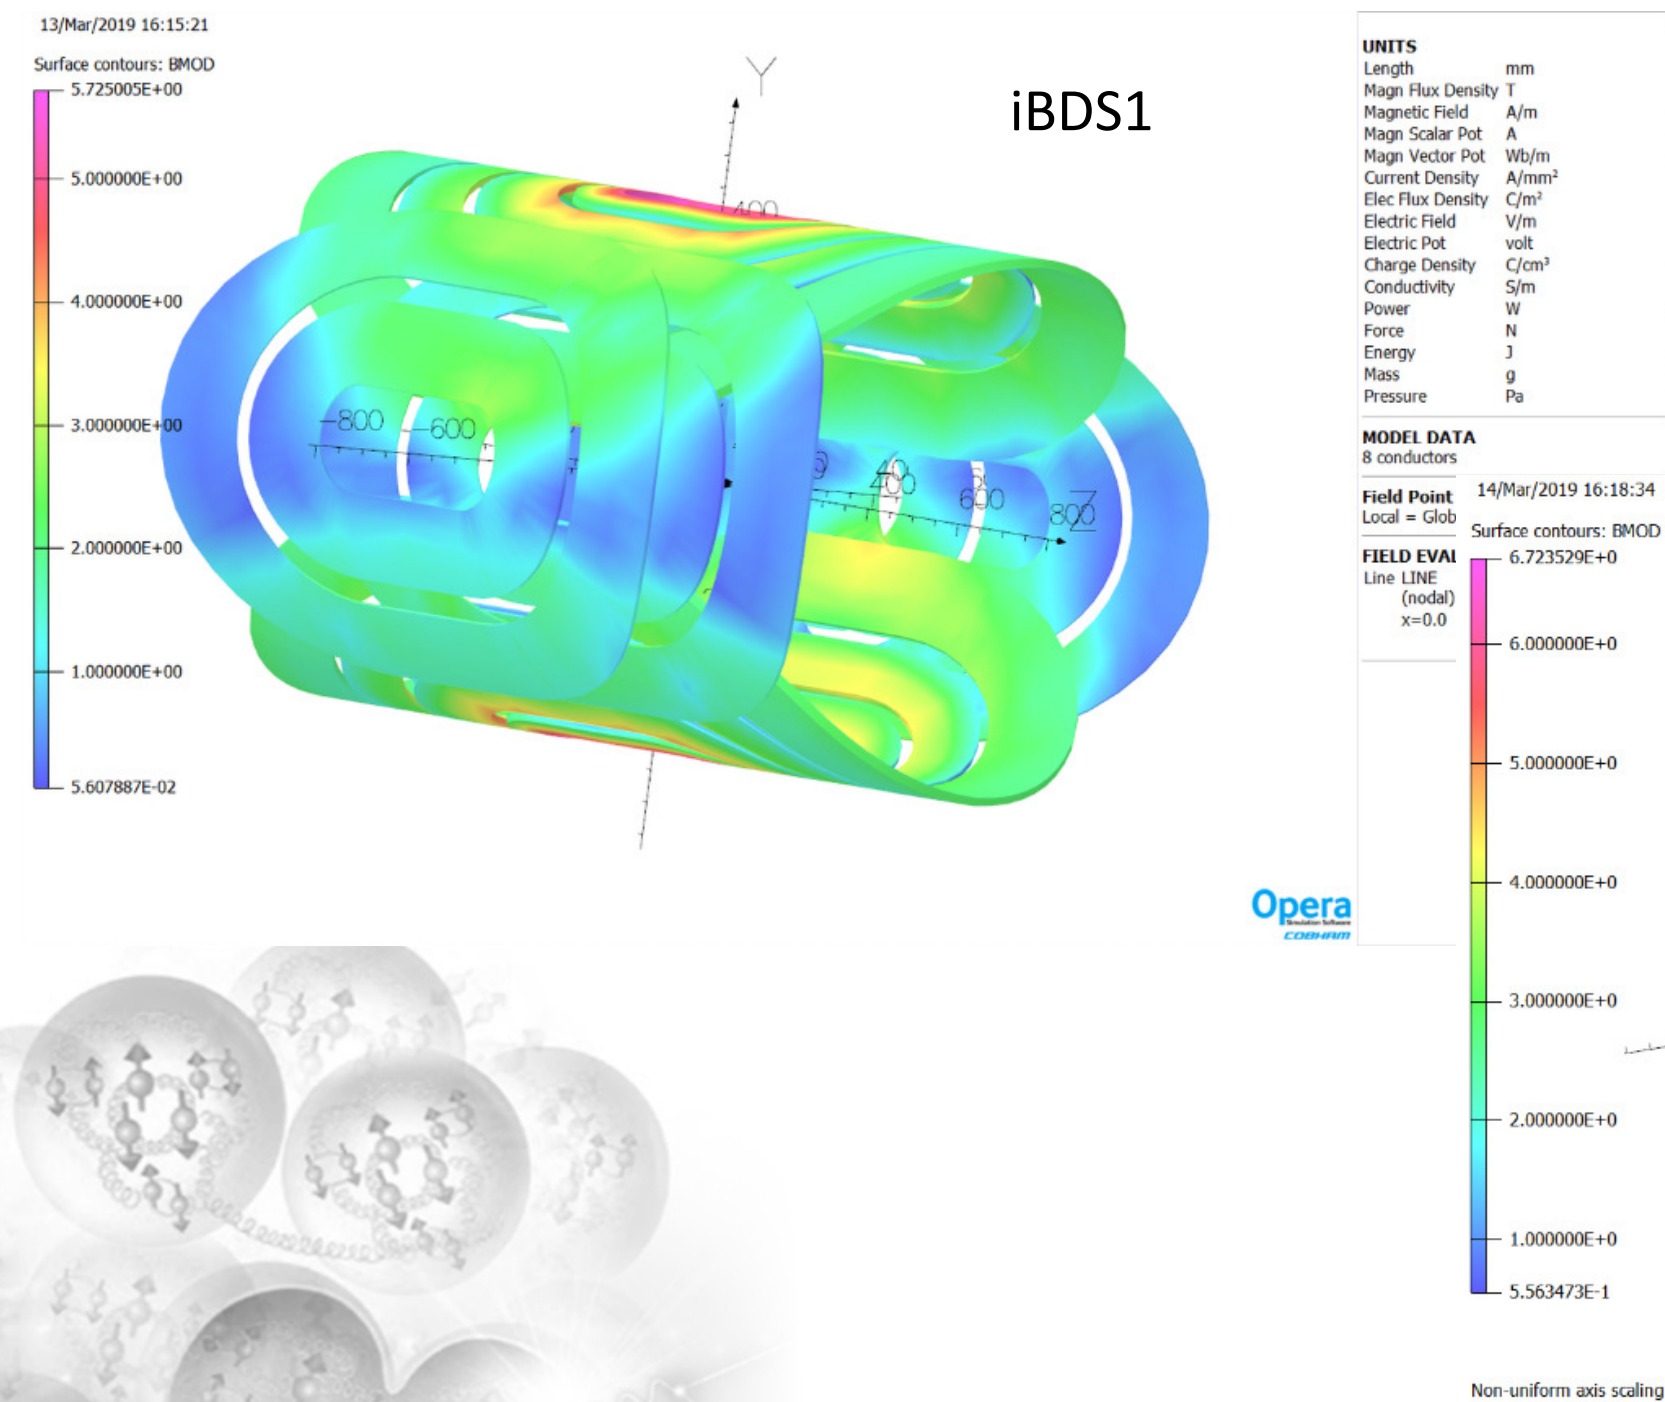 13/Mar/2019 16:15:21
Surface contours: BMOD
5.725005E+00
5.000000E+00
4.000000E+00
3.000000E+00
2.000000E+00
1.000000E+00
5.607887E-02
Y
iBDS1
400
-800
-600
400
600
800
Z
Opera
Simulation Software
COBHAM
UNITS
Length mm
Magn Flux Density T
Magnetic Field A/m
Magn Scalar Pot A
Magn Vector Pot Wb/m
Current Density A/mm²
Elec Flux Density C/m²
Electric Field V/m
Electric Pot volt
Charge Density C/cm³
Conductivity S/m
Power W
Force N
Energy J
Mass g
Pressure Pa
MODEL DATA
8 conductors
Field Point
Local = Glob
FIELD EVAL
Line LINE
(nodal)
x=0.0
14/Mar/2019 16:18:34
Surface contours: BMOD
6.723529E+0
6.000000E+0
5.000000E+0
4.000000E+0
3.000000E+0
2.000000E+0
1.000000E+0
5.563473E-1
Non-uniform axis scaling